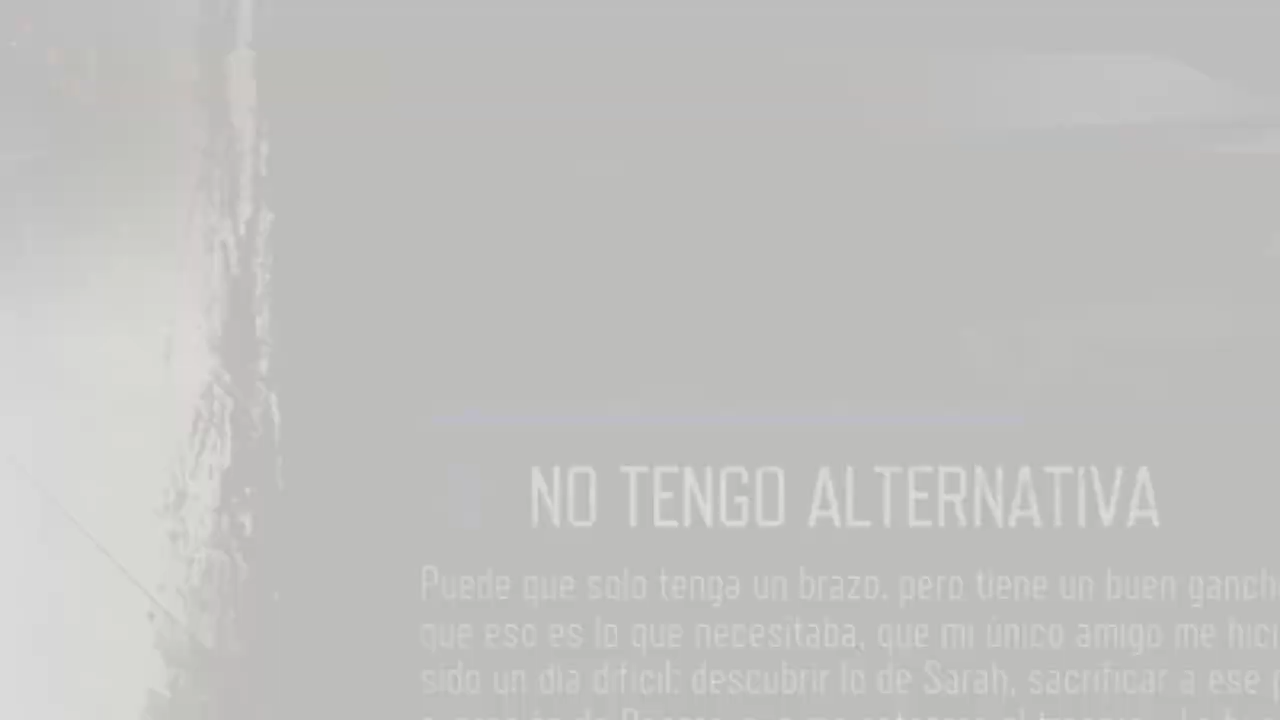 NO TENGO ALTERNATIVA
Puede que solo tenga un brazo, pero tiene un buen
que eso es lo que necesitaba, que mi único amigo me
sido un día difícil: descubrir lo de Sarah, sacrificar a ese